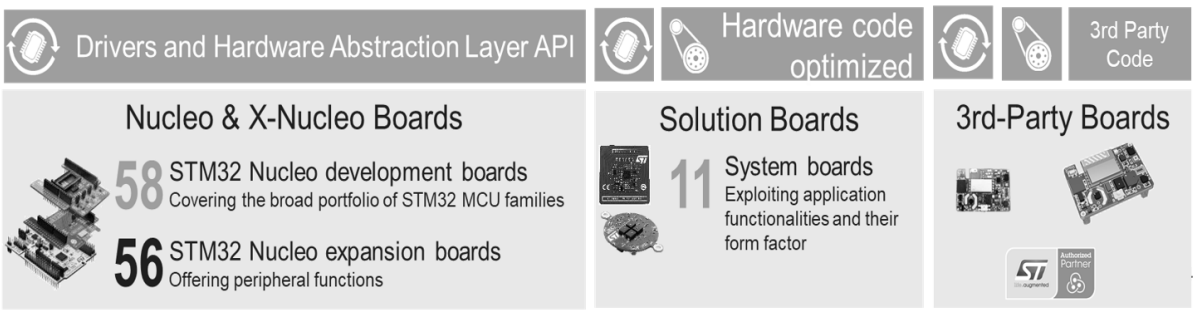 Drivers and Hardware Abstraction Layer API
Nucleo & X-Nucleo Boards
58 STM32 Nucleo development boards
Covering the broad portfolio of STM32 MCU families
56 STM32 Nucleo expansion boards
Offering peripheral functions
Hardware code
optimized
Solution Boards
11 System boards
Exploiting application
functionalities and their
form factor
3rd Party
Code
3rd-Party Boards
ST
life.augmented
Authorized
Partner